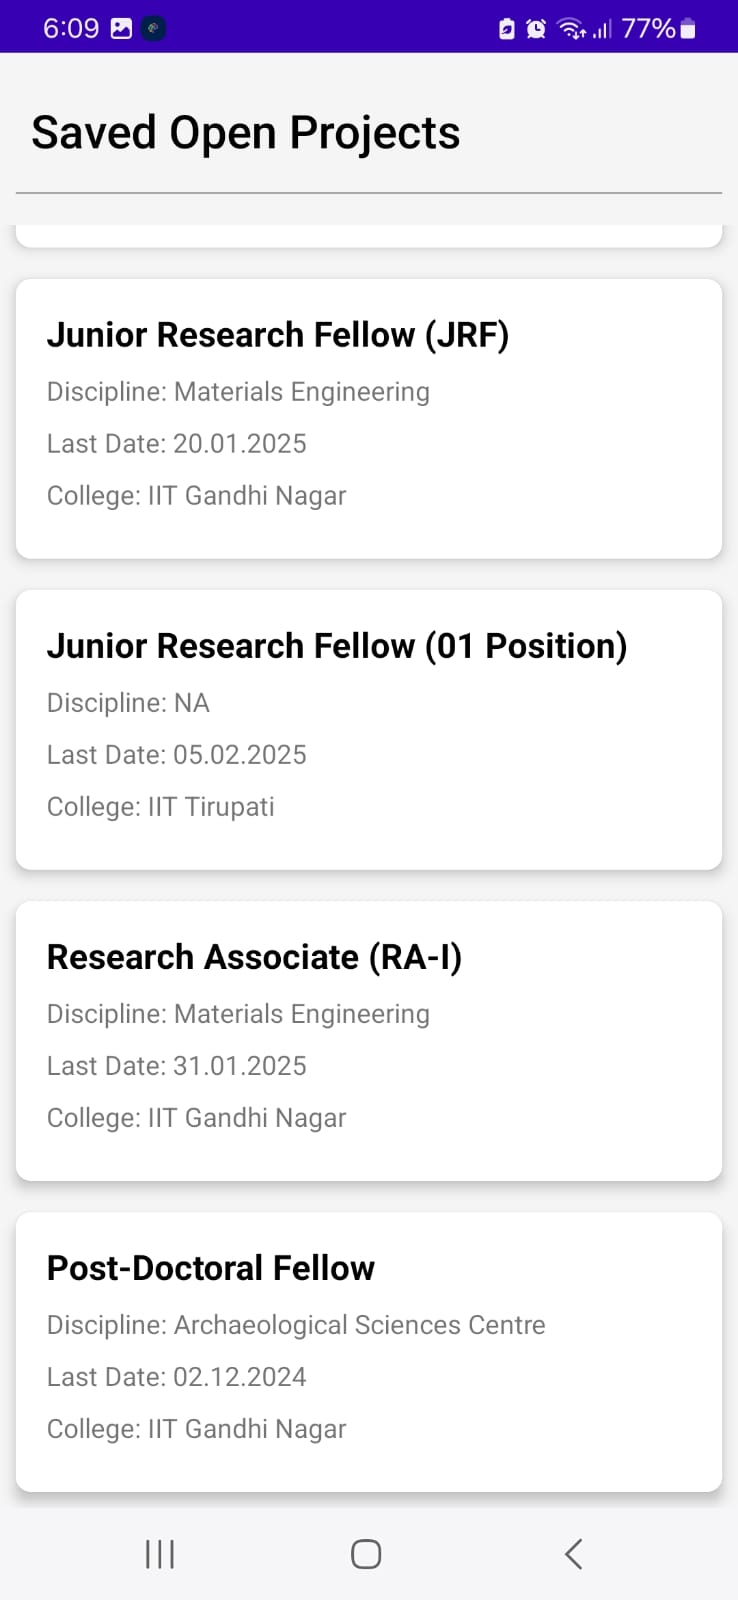 6:09 77%
Saved Open Projects
Junior Research Fellow (JRF)
Discipline: Materials Engineering
Last Date: 20.01.2025
College: IIT Gandhi Nagar
Junior Research Fellow (01 Position)
Discipline: NA
Last Date: 05.02.2025
College: IIT Tirupati
Research Associate (RA-I)
Discipline: Materials Engineering
Last Date: 31.01.2025
College: IIT Gandhi Nagar
Post-Doctoral Fellow
Discipline: Archaeological Sciences Centre
Last Date: 02.12.2024
College: IIT Gandhi Nagar